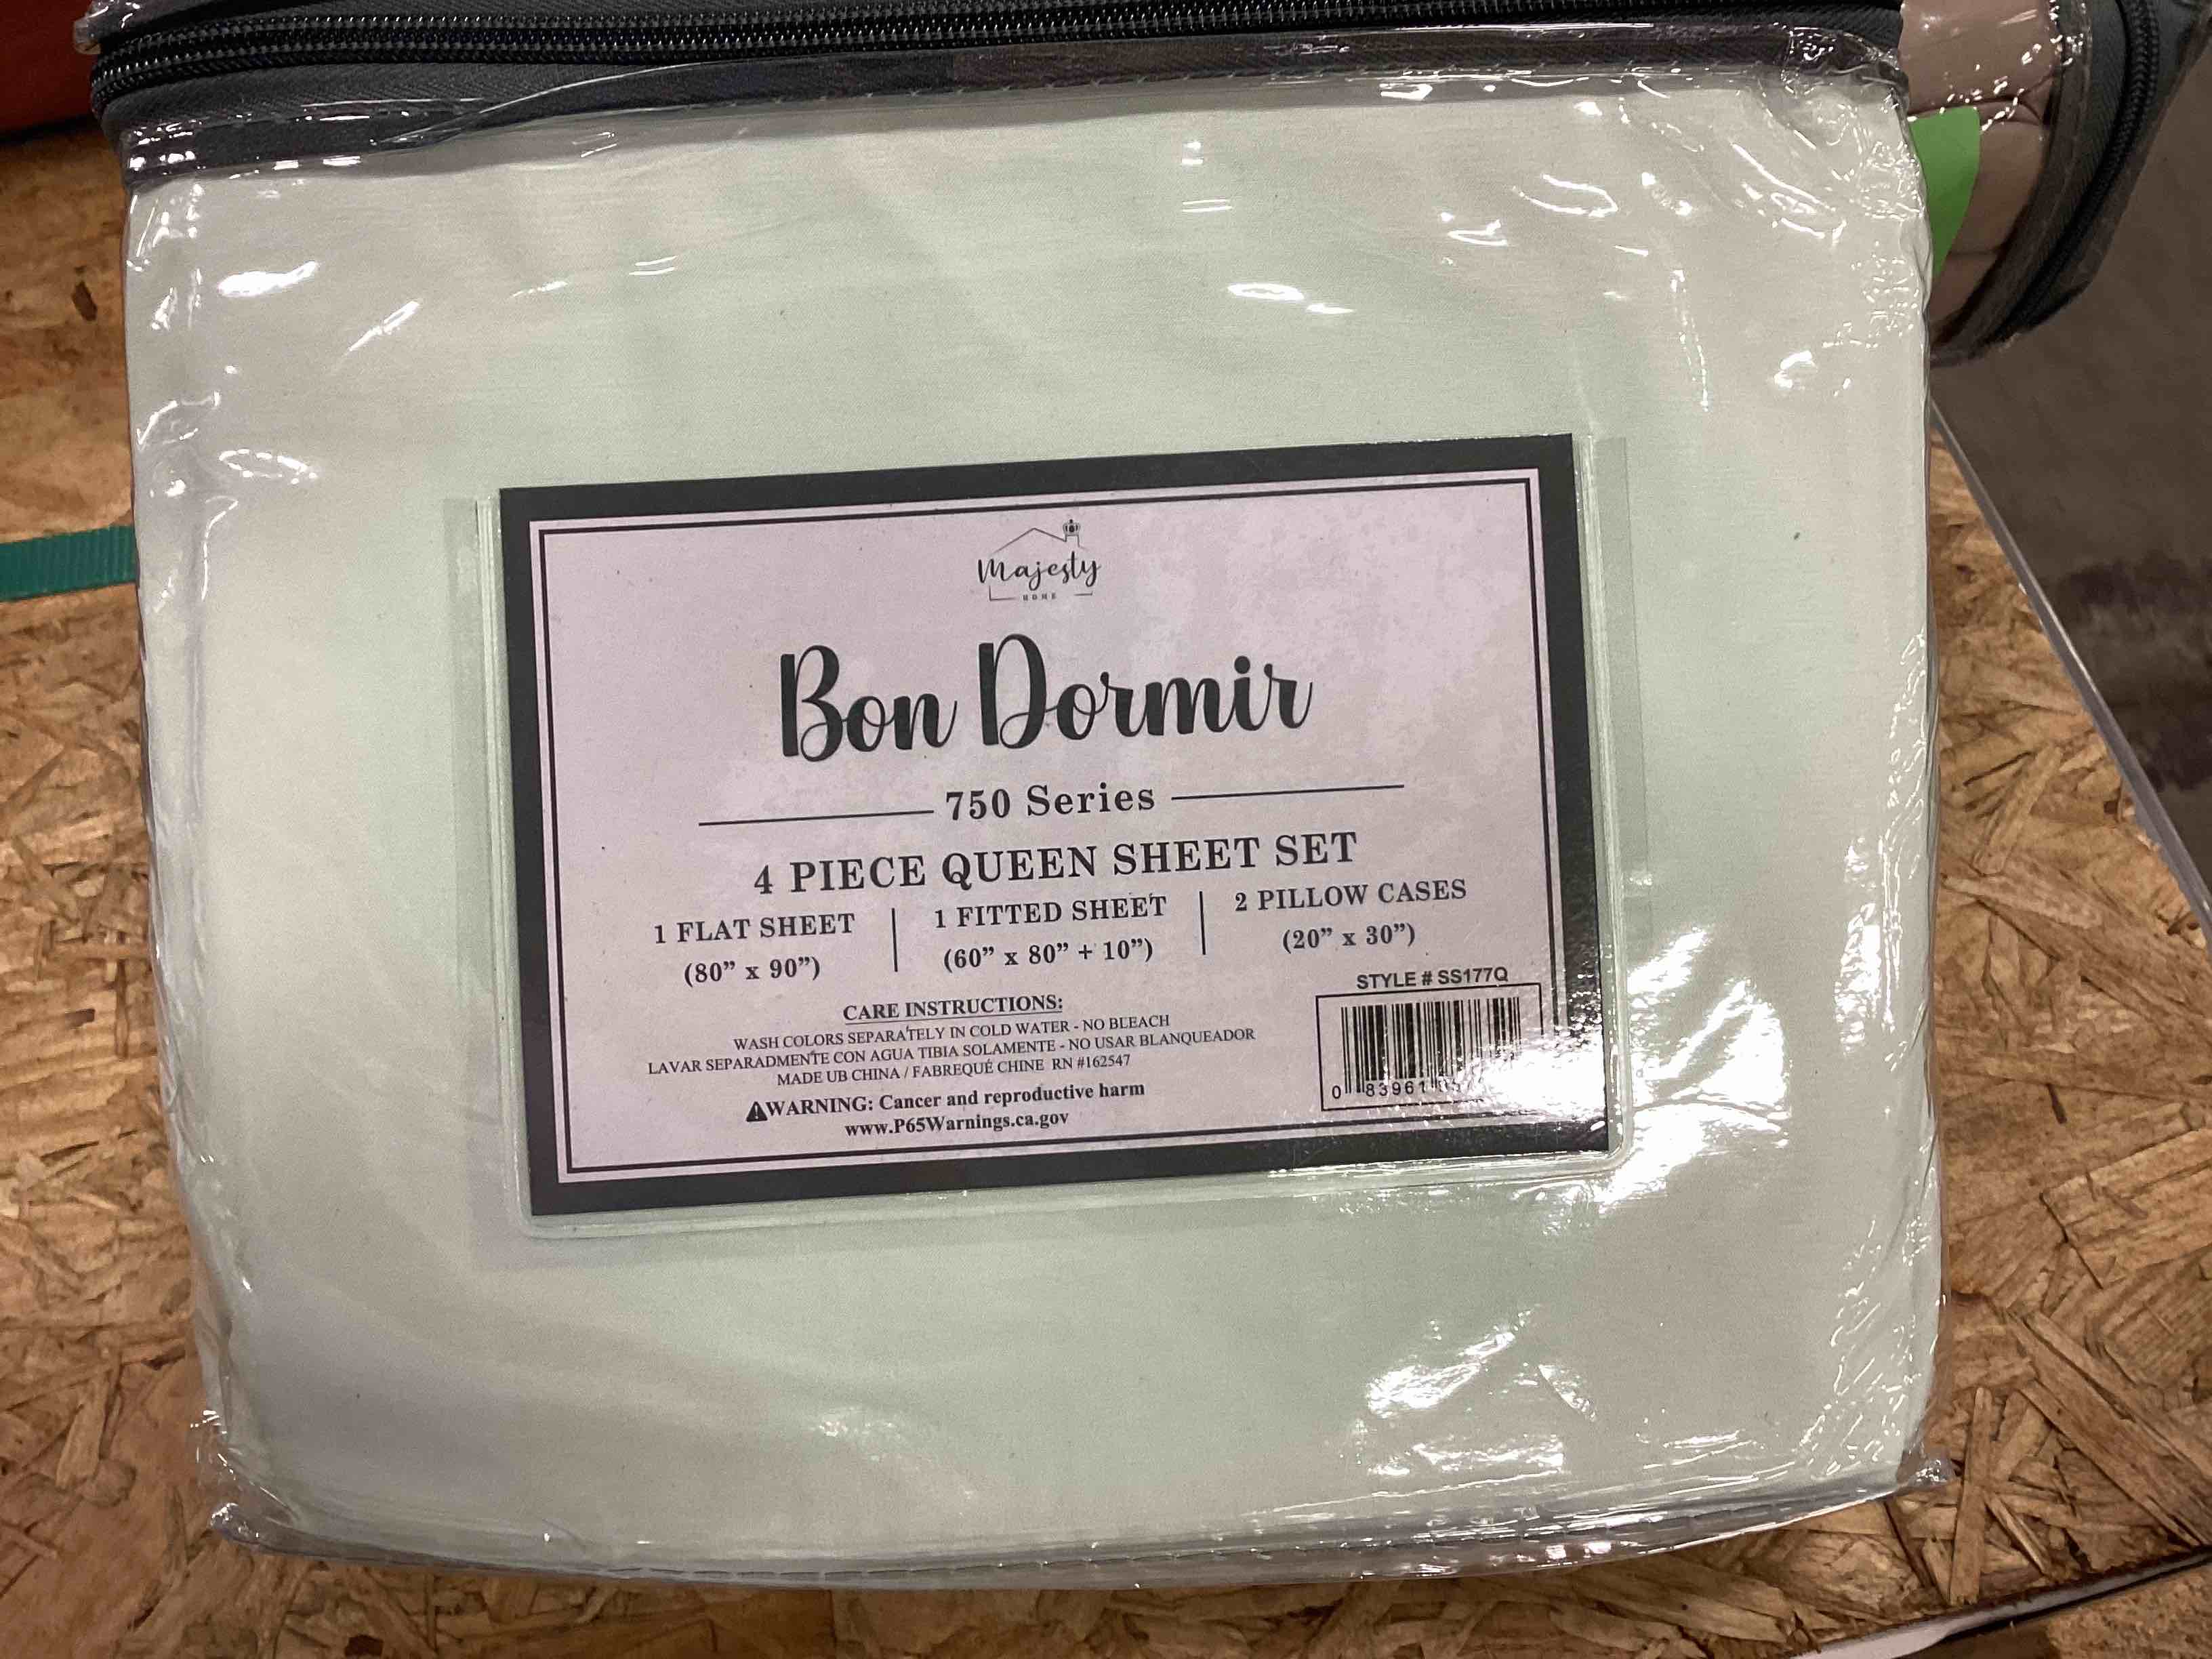 Majesty
HOME
Bon Dormir
750 Series
4 PIECE QUEEN SHEET SET
1 FLAT SHEET
(80” x 90”)
1 FITTED SHEET
(60” x 80” + 10”)
2 PILLOW CASES
(20” x 30”)
STYLE # SS177Q
CARE INSTRUCTIONS:
WASH COLORS SEPARATELY IN COLD WATER - NO BLEACH
LAVAR SEPARADMENTE CON AGUA TIBIA SOLAMENTE - NO USAR BLANQUEADOR
MADE UB CHINA / FABREQUÉ CHINE RN #162547
⚠WARNING: Cancer and reproductive harm
www.P65Warnings.ca.gov
0 83961